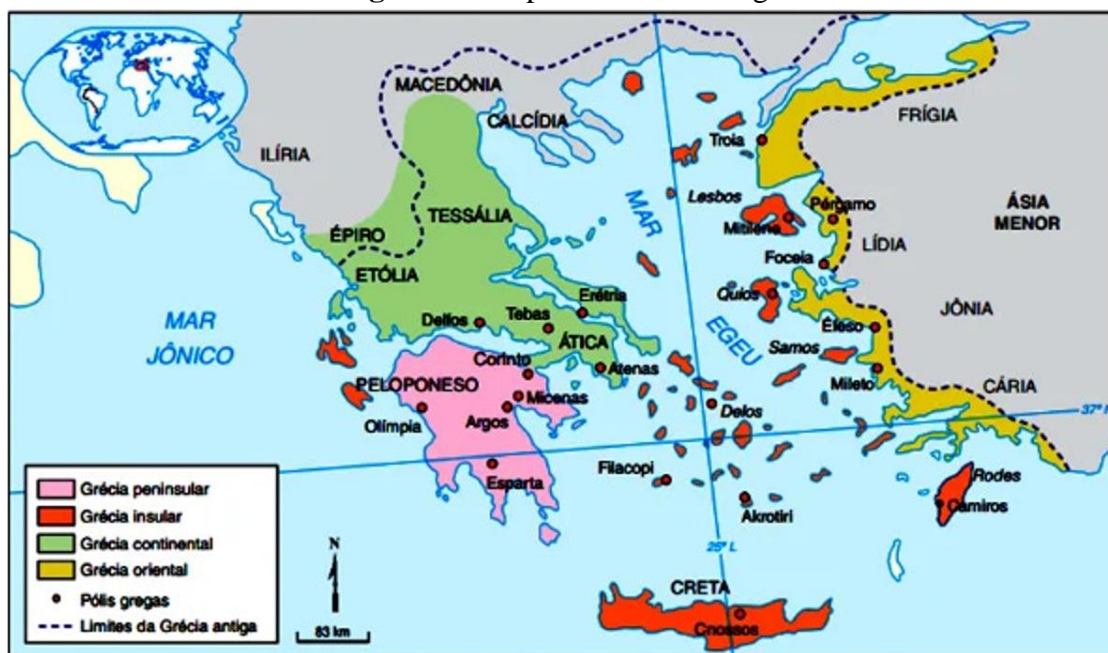 MACEDÔNIA
CALCÍDIA
FRÍGIA
Troia
ILÍRIA
Lesbos
MAR
TESSÁLIA
Pérgamo
ÁSIA
MENOR
Mitilene
ÉPIRO
LÍDIA
ETÓLIA
Foceia
Erétria
Quios
MAR
JÔNICO
Delfos
Tebas
JÔNIA
EGEU
Éfeso
ÁTICA
Samos
Corinto
Atenas
Mileto
PELOPONESO
CÁRIA
Micenas
Delos
Olímpia
Argos
37º
Filacopi
Rodes
Esparta
Camiros
Akrotiri
Grécia peninsular
Grécia insular
Grécia continental
Grécia oriental
Pólis gregas
Limites da Grécia antiga
N
83 km
25º L
CRETA
Cnossos